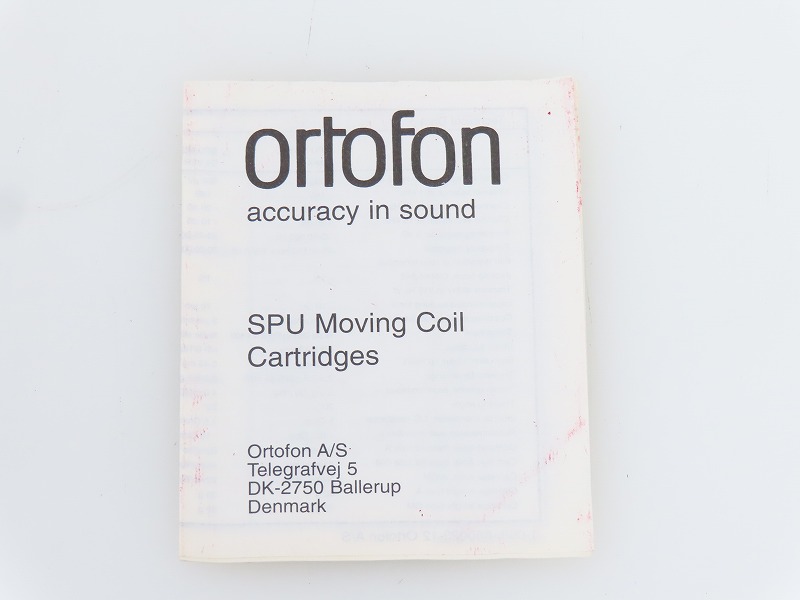 ortofon
accuracy in sound
SPU Moving Coil
Cartridges
Ortofon A/S
Telegrafvej 5
DK-2750 Ballerup
Denmark